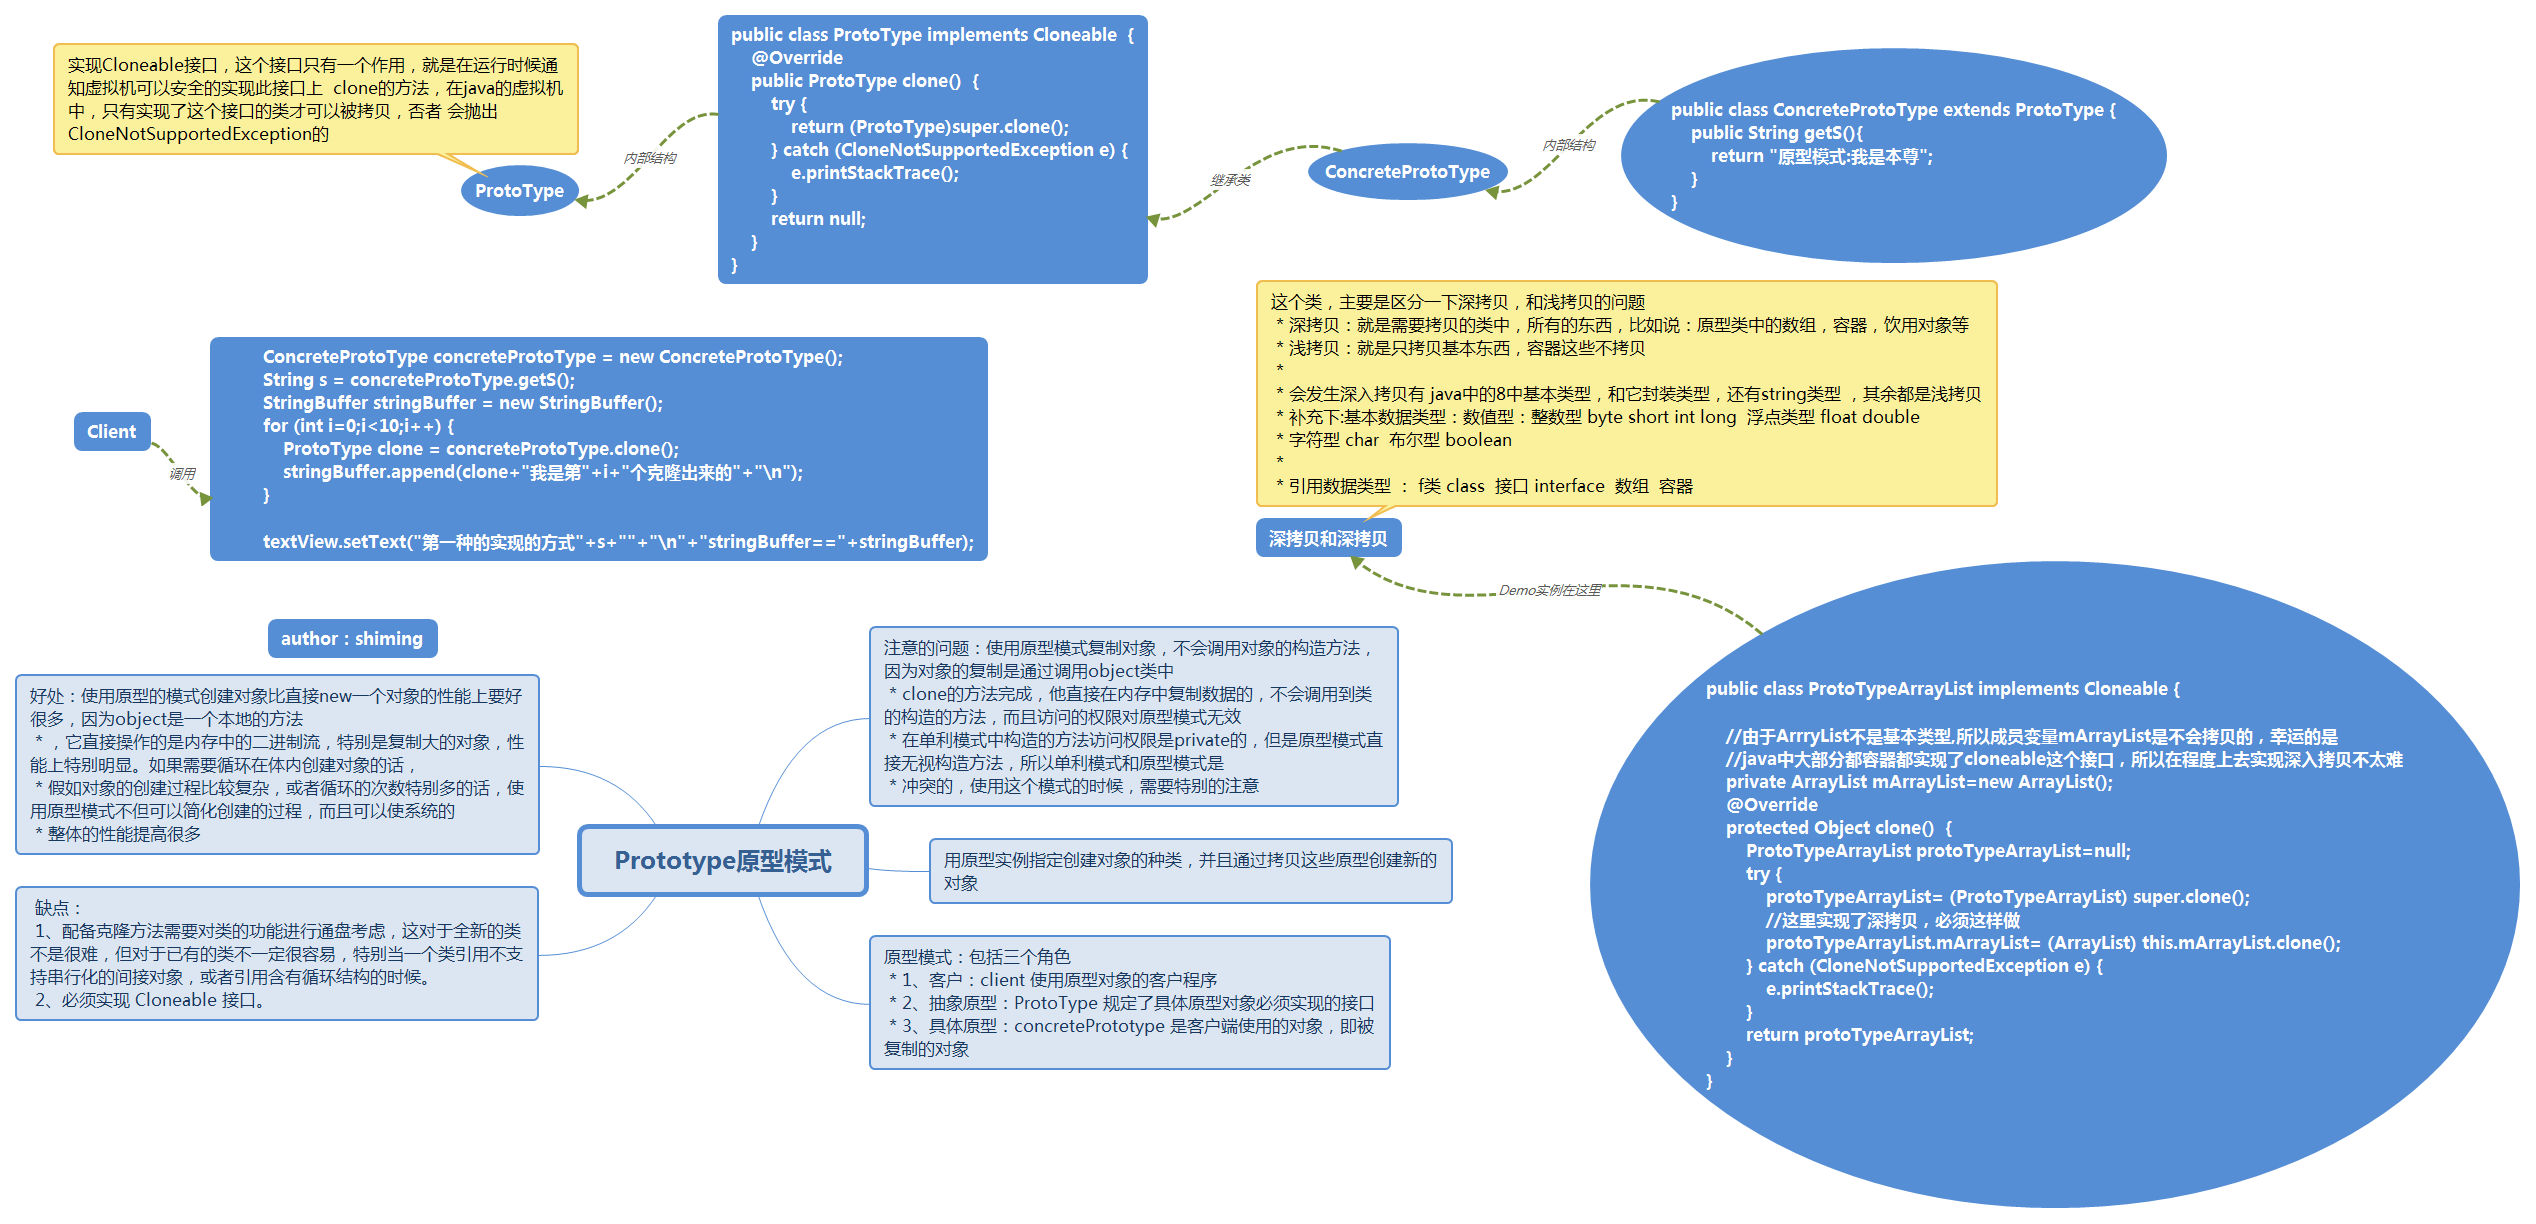 实现Cloneable接口，这个接口只有一个作用，就是在运行时候通
知虚拟机可以安全的实现此接口上  clone的方法，在java的虚拟机
中，只有实现了这个接口的类才可以被拷贝，否者 会抛出
CloneNotSupportedException的
ProtoType
内部结构
public class ProtoType implements Cloneable  {
    @Override
    public ProtoType clone()  {
        try {
            return (ProtoType)super.clone();
        } catch (CloneNotSupportedException e) {
            e.printStackTrace();
        }
        return null;
    }
}
继承类
ConcreteProtoType
内部结构
public class ConcreteProtoType extends ProtoType {
    public String getS(){
        return "原型模式:我是本尊";
    }
}
Client
调用
ConcreteProtoType concreteProtoType = new ConcreteProtoType();
String s = concreteProtoType.getS();
StringBuffer stringBuffer = new StringBuffer();
for (int i=0;i<10;i++) {
    ProtoType clone = concreteProtoType.clone();
    stringBuffer.append(clone+"我是第"+i+"个克隆出来的"+"\n");
}
textView.setText("第一种的实现的方式"+s+""+"\n"+"stringBuffer=="+stringBuffer);
这个类，主要是区分一下深拷贝，和浅拷贝的问题
 * 深拷贝：就是需要拷贝的类中，所有的东西，比如说：原型类中的数组，容器，饮用对象等
 * 浅拷贝：就是只拷贝基本东西，容器这些不拷贝
 *
 * 会发生深入拷贝有 java中的8中基本类型，和它封装类型，还有string类型 ，其余都是浅拷贝
 * 补充下:基本数据类型：数值型：整数型 byte short int long  浮点类型 float double
 * 字符型 char  布尔型 boolean
 *
 * 引用数据类型 ： f类 class  接口 interface  数组  容器
深拷贝和深拷贝
Demo实例在这里
public class ProtoTypeArrayList implements Cloneable {
    //由于ArrryList不是基本类型,所以成员变量mArrayList是不会拷贝的，幸运的是
    //java中大部分都容器都实现了cloneable这个接口，所以在程度上去实现深入拷贝不太难
    private ArrayList mArrayList=new ArrayList();
    @Override
    protected Object clone()  {
        ProtoTypeArrayList protoTypeArrayList=null;
        try {
            protoTypeArrayList= (ProtoTypeArrayList) super.clone();
            //这里实现了深拷贝，必须这样做
            protoTypeArrayList.mArrayList= (ArrayList) this.mArrayList.clone();
        } catch (CloneNotSupportedException e) {
            e.printStackTrace();
        }
        return protoTypeArrayList;
    }
}
author：shiming
好处：使用原型的模式创建对象比直接new一个对象的性能上要好
很多，因为object是一个本地的方法
 * ，它直接操作的是内存中的二进制流，特别是复制大的对象，性
能上特别明显。如果需要循环在体内创建对象的话，
 * 假如对象的创建过程比较复杂，或者循环的次数特别多的话，使
用原型模式不但可以简化创建的过程，而且可以使系统的
 * 整体的性能提高很多
缺点：
1、配备克隆方法需要对类的功能进行通盘考虑，这对于全新的类
不是很难，但对于已有的类不一定很容易，特别当一个类引用不支
持串行化的间接对象，或者引用含有循环结构的时候。
2、必须实现 Cloneable 接口。
Prototype原型模式
注意的问题：使用原型模式复制对象，不会调用对象的构造方法，
因为对象的复制是通过调用object类中
 * clone的方法完成，他直接在内存中复制数据的，不会调用到类
的构造的方法，而且访问的权限对原型模式无效
 * 在单利模式中构造的方法访问权限是private的，但是原型模式直
接无视构造方法，所以单利模式和原型模式是
 * 冲突的，使用这个模式的时候，需要特别的注意
用原型实例指定创建对象的种类，并且通过拷贝这些原型创建新的
对象
原型模式：包括三个角色
 * 1、客户：client 使用原型对象的客户程序
 * 2、抽象原型：ProtoType 规定了具体原型对象必须实现的接口
 * 3、具体原型：concretePrototype 是客户端使用的对象，即被
复制的对象